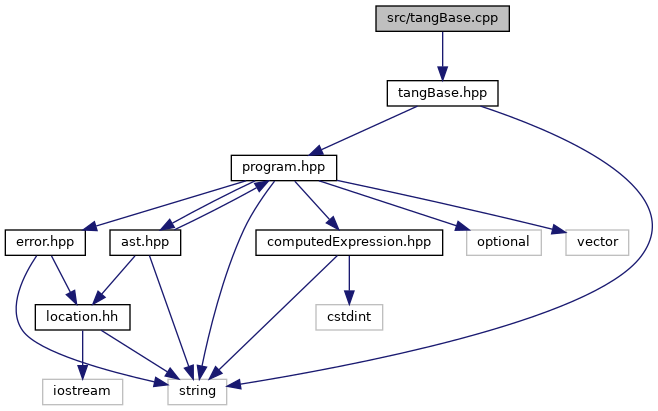 src/tangBase.cpp
tangBase.hpp
program.hpp
error.hpp
ast.hpp
computedExpression.hpp
optional
vector
location.hh
cstdint
iostream
string